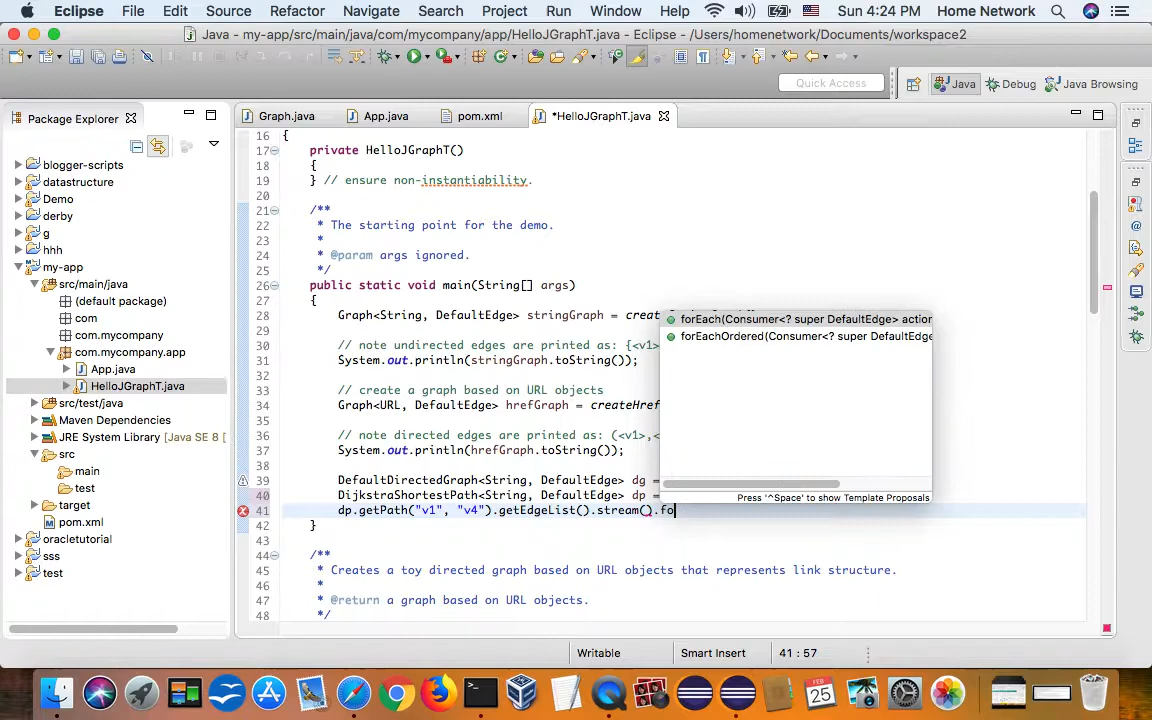 Eclipse File Edit Source Refactor Navigate Search Project Run Window Help Sun 4:24 PM Home Network
Java - my-app/src/main/java/com/mycompany/app/HelloJGraphT.java - Eclipse - /Users/homenetwork/Documents/workspace2
Quick Access Java Debug Java Browsing
Package Explorer
blogger-scripts
datastructure
Demo
derby
g
hhh
my-app
src/main/java
(default package)
com
com.mycompany
com.mycompany.app
App.java
HelloJGraphT.java
src/test/java
Maven Dependencies
JRE System Library [Java SE 8 (
src
main
test
target
pom.xml
oracletutorial
sss
test
Graph.java App.java pom.xml *HelloJGraphT.java
16 {
17 private HelloJGraphT()
18 {
19 } // ensure non-instantiability.
20
21 /**
22 * The starting point for the demo.
23 *
24 * @param args ignored.
25 */
26 public static void main(String[] args)
27 {
28 Graph<String, DefaultEdge> stringGraph = creat
29
30 // note undirected edges are printed as: {<v1>
31 System.out.println(stringGraph.toString());
32
33 // create a graph based on URL objects
34 Graph<URL, DefaultEdge> hrefGraph = createHref
35
36 // note directed edges are printed as: (<v1>,<
37 System.out.println(hrefGraph.toString());
38
39 DefaultDirectedGraph<String, DefaultEdge> dg =
40 DijkstraShortestPath<String, DefaultEdge> dp =
41 dp.getPath("v1", "v4").getEdgeList().stream().fo
42 }
43
44 /**
45 * Creates a toy directed graph based on URL objects that represents link structure.
46 *
47 * @return a graph based on URL objects.
48 */
forEach(Consumer<? super DefaultEdge> action
forEachOrdered(Consumer<? super DefaultEdge
Press '^Space' to show Template Proposals
Writable Smart Insert 41 : 57
FEB
25